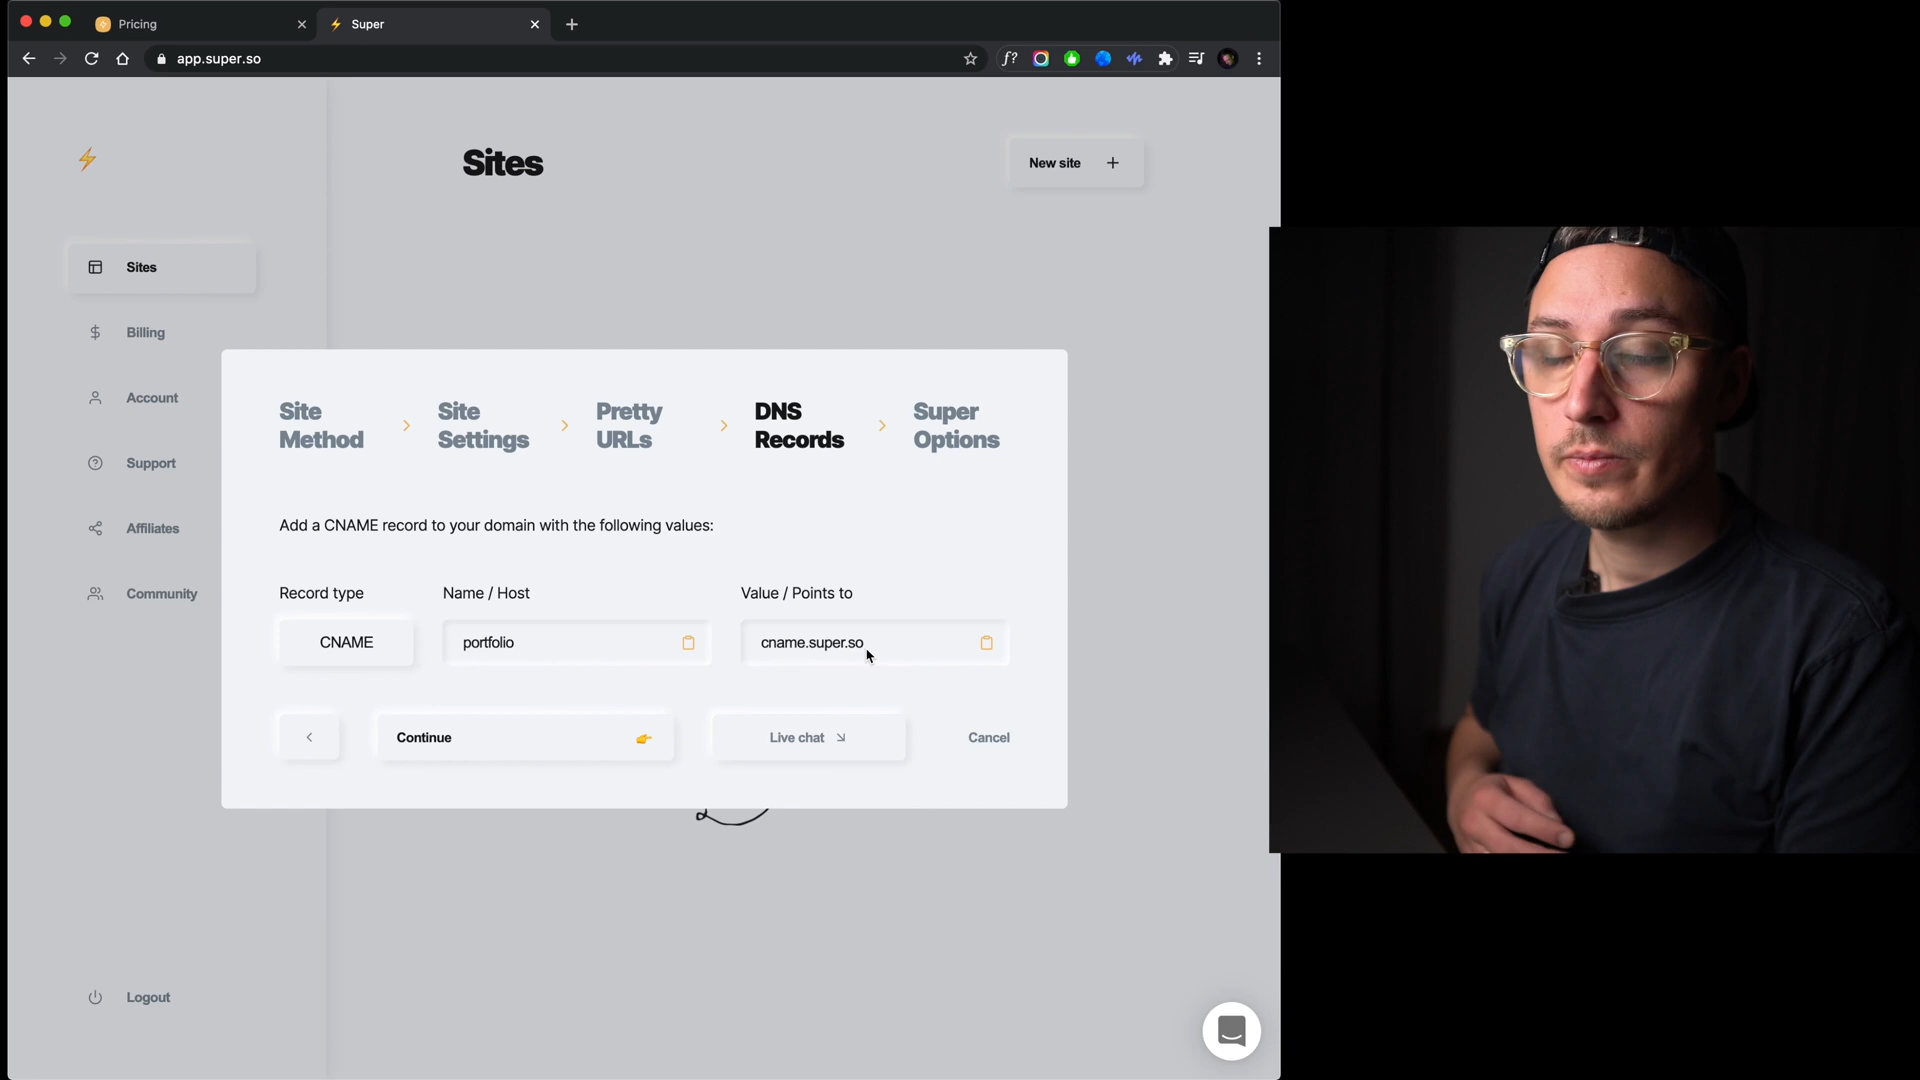 Pricing
Super
app.super.so
f?
Sites
New site
Sites
Billing
Account
Support
Affiliates
Community
Logout
Site Method
Site Settings
Pretty URLs
DNS Records
Super Options
Add a CNAME record to your domain with the following values:
Record type
Name / Host
Value / Points to
CNAME
portfolio
cname.super.so
Continue
Live chat
Cancel